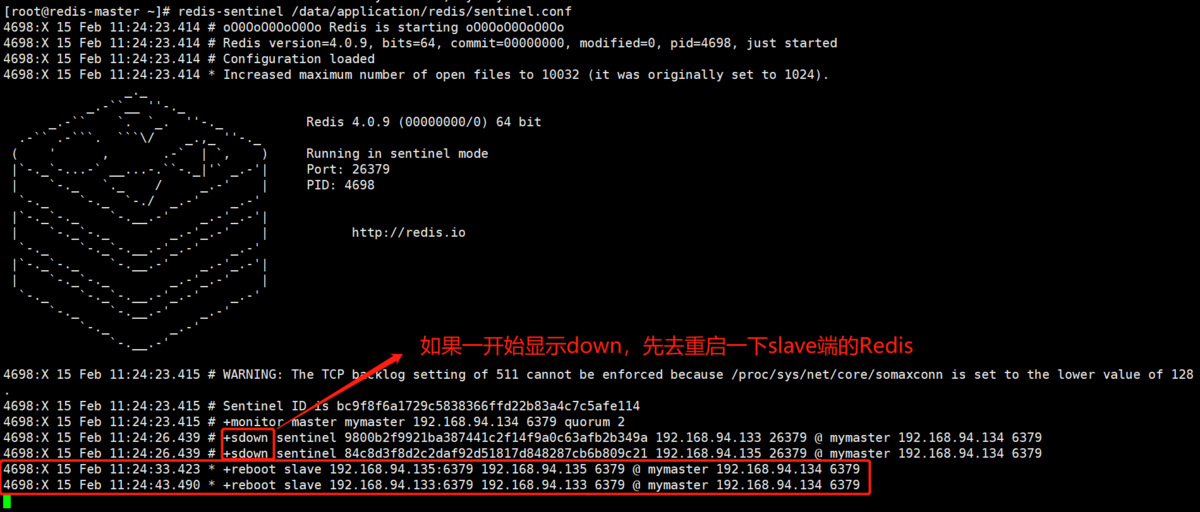 [root@redis-master ~]# redis-sentinel /data/application/redis/sentinel.conf
4698:X 15 Feb 11:24:23.414 # oO0OoO0OoO0Oo Redis is starting oO0OoO0OoO0Oo
4698:X 15 Feb 11:24:23.414 # Redis version=4.0.9, bits=64, commit=00000000, modified=0, pid=4698, just started
4698:X 15 Feb 11:24:23.414 # Configuration loaded
4698:X 15 Feb 11:24:23.414 * Increased maximum number of open files to 10032 (it was originally set to 1024).
Redis 4.0.9 (00000000/0) 64 bit
Running in sentinel mode
Port: 26379
PID: 4698
http://redis.io
如果一开始显示down，先去重启一下slave端的Redis
4698:X 15 Feb 11:24:23.415 # WARNING: The TCP backlog setting of 511 cannot be enforced because /proc/sys/net/core/somaxconn is set to the lower value of 128
.
4698:X 15 Feb 11:24:23.415 # Sentinel ID is bc9f8f6a1729c5838366ffd22b83a4c7c5afe114
4698:X 15 Feb 11:24:23.415 # +monitor master mymaster 192.168.94.134 6379 quorum 2
4698:X 15 Feb 11:24:26.439 # +sdown sentinel 9800b2f9921ba387441c2f14f9a0c63afb2b349a 192.168.94.133 26379 @ mymaster 192.168.94.134 6379
4698:X 15 Feb 11:24:26.439 # +sdown sentinel 84c8d3f8d2c2daf92d51817d848287cb6b809c21 192.168.94.135 26379 @ mymaster 192.168.94.134 6379
4698:X 15 Feb 11:24:33.423 * +reboot slave 192.168.94.135:6379 192.168.94.135 6379 @ mymaster 192.168.94.134 6379
4698:X 15 Feb 11:24:43.490 * +reboot slave 192.168.94.133:6379 192.168.94.133 6379 @ mymaster 192.168.94.134 6379